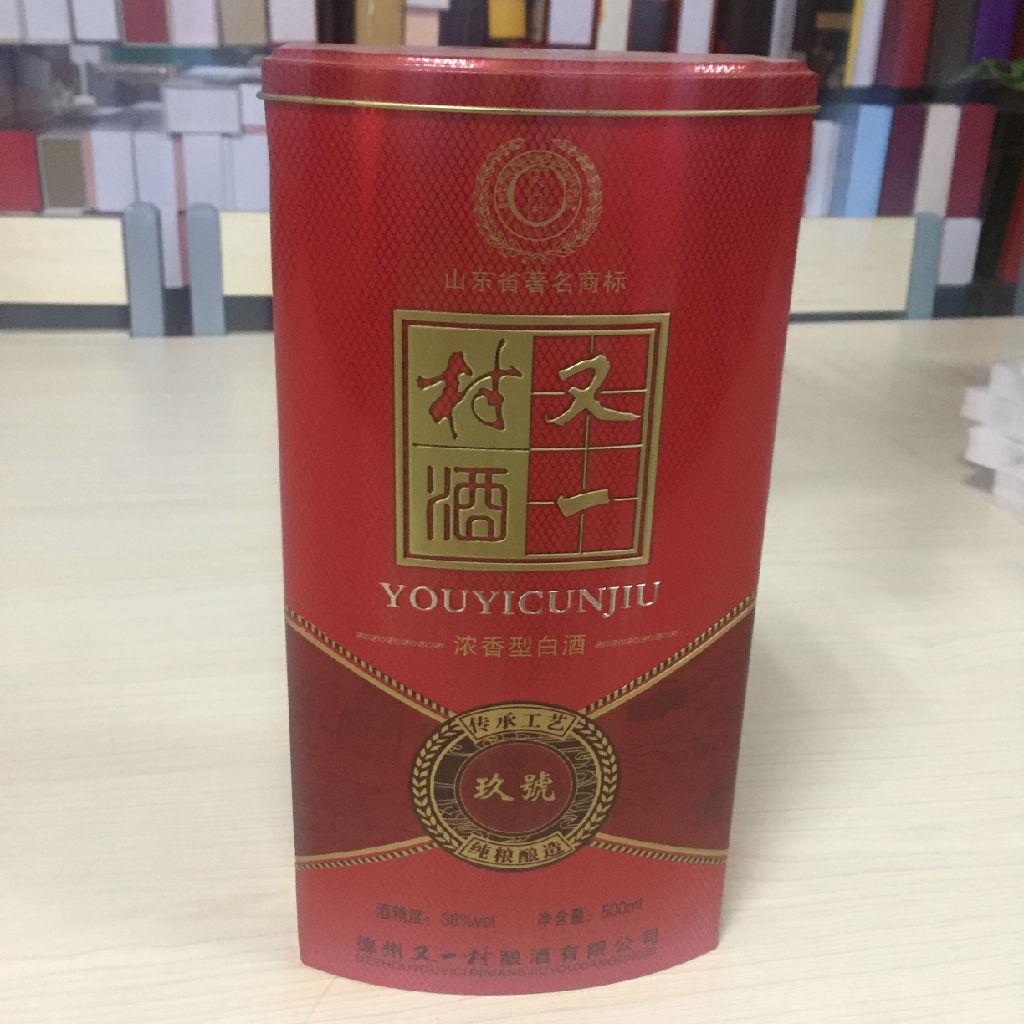 山东省著名商标
又一
村酒
YOUYICUNJIU
浓香型白酒
传承工艺
玖號
纯粮酿造
酒精度：38%vol 净含量：500ml
德州又一村酿酒有限公司